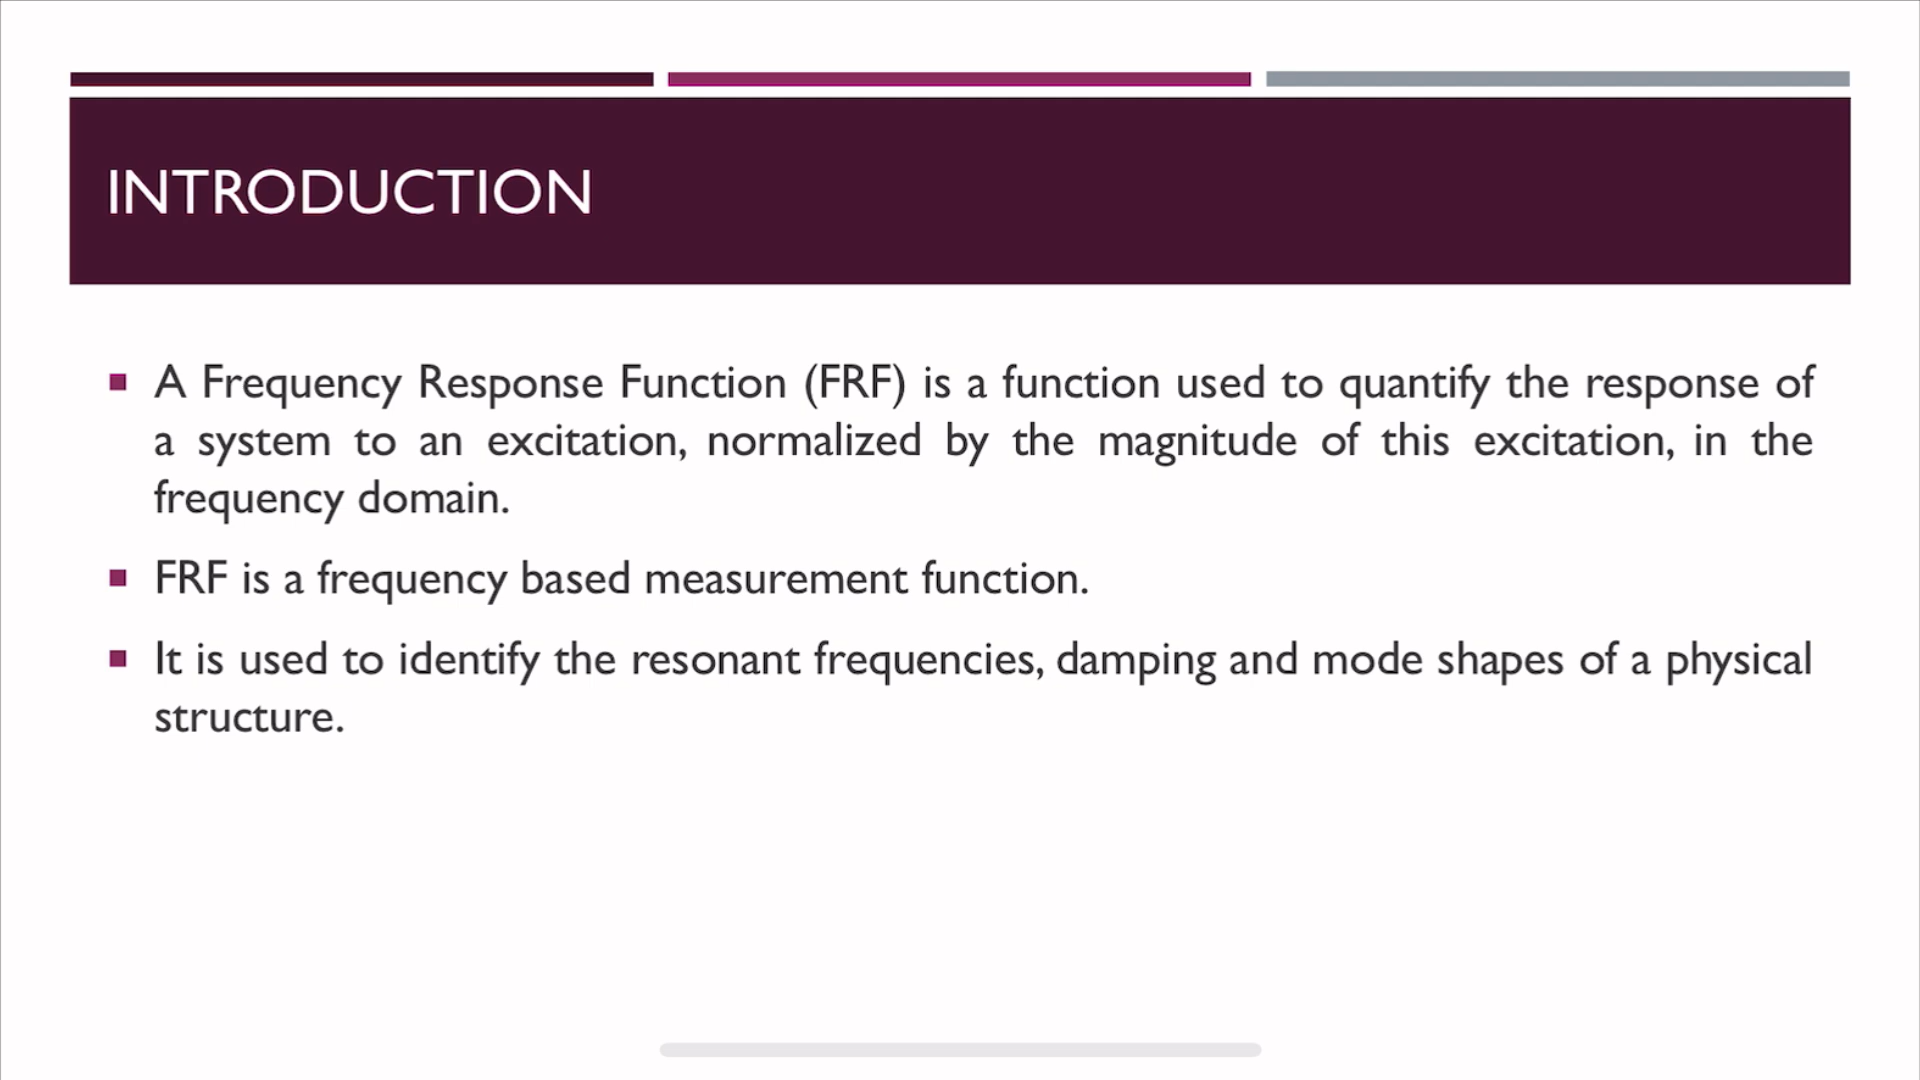 INTRODUCTION
A Frequency Response Function (FRF) is a function used to quantify the response of
a system to an excitation, normalized by the magnitude of this excitation, in the
frequency domain.
FRF is a frequency based measurement function.
It is used to identify the resonant frequencies, damping and mode shapes of a physical
structure.